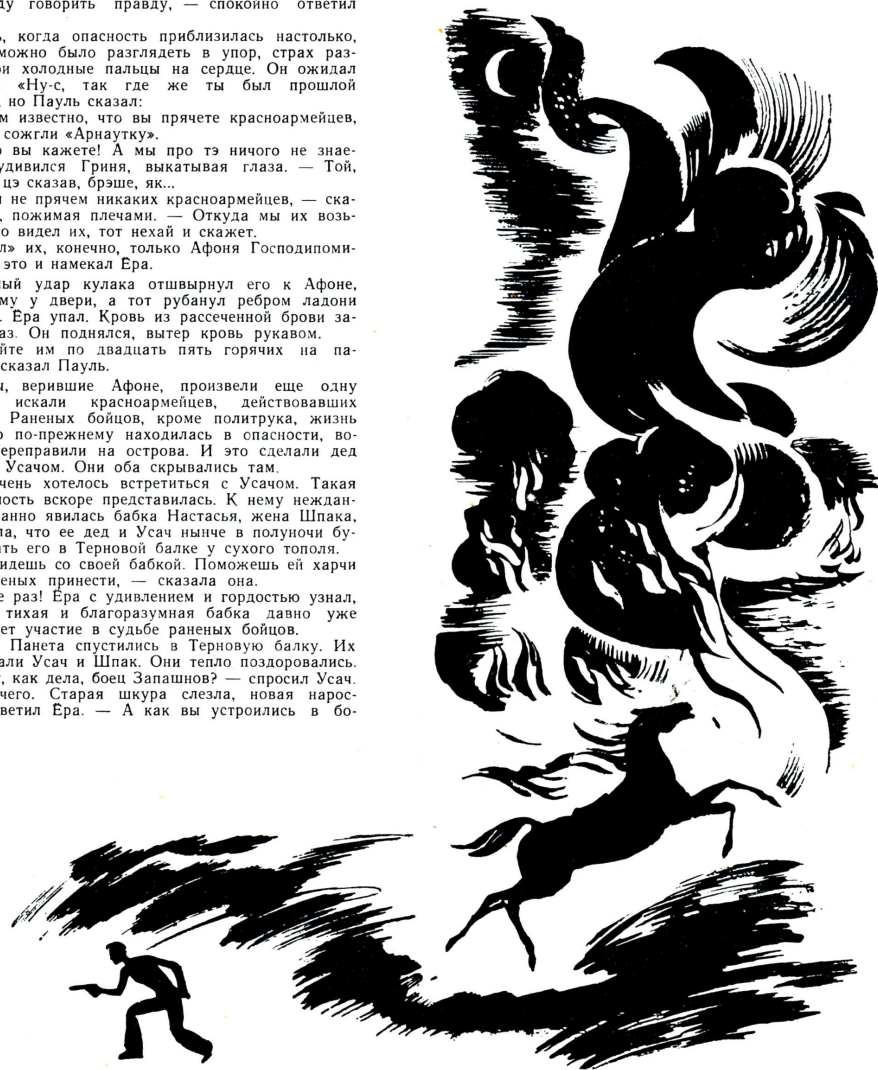 ду говорить правду, — спокойно ответил
ь, когда опасность приблизилась настолько,
можно было разглядеть в упор, страх раз-
и холодные пальцы на сердце. Он ожидал
«Ну-с, так где же ты был прошлой
, но Пауль сказал:
м известно, что вы прячете красноармейцев,
сожгли «Арнаутку».
о вы кажете! А мы про тэ ничого не знае-
удивился Гриня, выкатывая глаза. — Той,
цэ сказав, брэше, як...
ы не прячем никаких красноармейцев, — ска-
, пожимая плечами. — Откуда мы их возь-
то видел их, тот нехай и скажет.
л» их, конечно, только Афоня Господипоми-
это и намекал Ёра.
ный удар кулака отшвырнул его к Афоне,
му у двери, а тот рубанул ребром ладони
. Ёра упал. Кровь из рассеченной брови за-
аз. Он поднялся, вытер кровь рукавом.
йте им по двадцать пять горячих на па-
сказал Пауль.
ы, верившие Афоне, произвели еще одну
искали красноармейцев, действовавших
Раненых бойцов, кроме политрука, жизнь
о по-прежнему находилась в опасности, во-
ереправили на острова. И это сделали дед
Усачом. Они оба скрывались там.
чень хотелось встретиться с Усачом. Такая
ность вскоре представилась. К нему неждан-
анно явилась бабка Настасья, жена Шпака,
ла, что ее дед и Усач нынче в полуночи бу-
ть его в Терновой балке у сухого тополя.
идешь со своей бабкой. Поможешь ей харчи
еных принести, — сказала она.
е раз! Ёра с удивлением и гордостью узнал,
тихая и благоразумная бабка давно уже
ет участие в судьбе раненых бойцов.
Панета спустились в Терновую балку. Их
али Усач и Шпак. Они тепло поздоровались.
, как дела, боец Запашнов? — спросил Усач.
чего. Старая шкура слезла, новая нарос-
ветил Ёра. — А как вы устроились в бо-